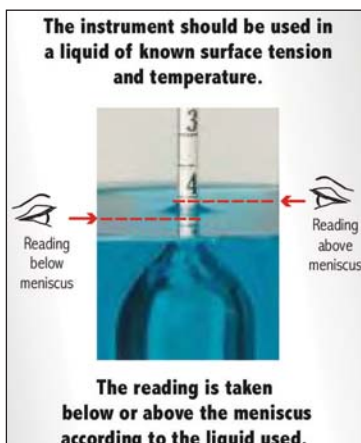 The instrument should be used in
a liquid of known surface tension
and temperature.
3
4
Reading
below
meniscus
Reading
above
meniscus
The reading is taken
below or above the meniscus
according to the liquid used.